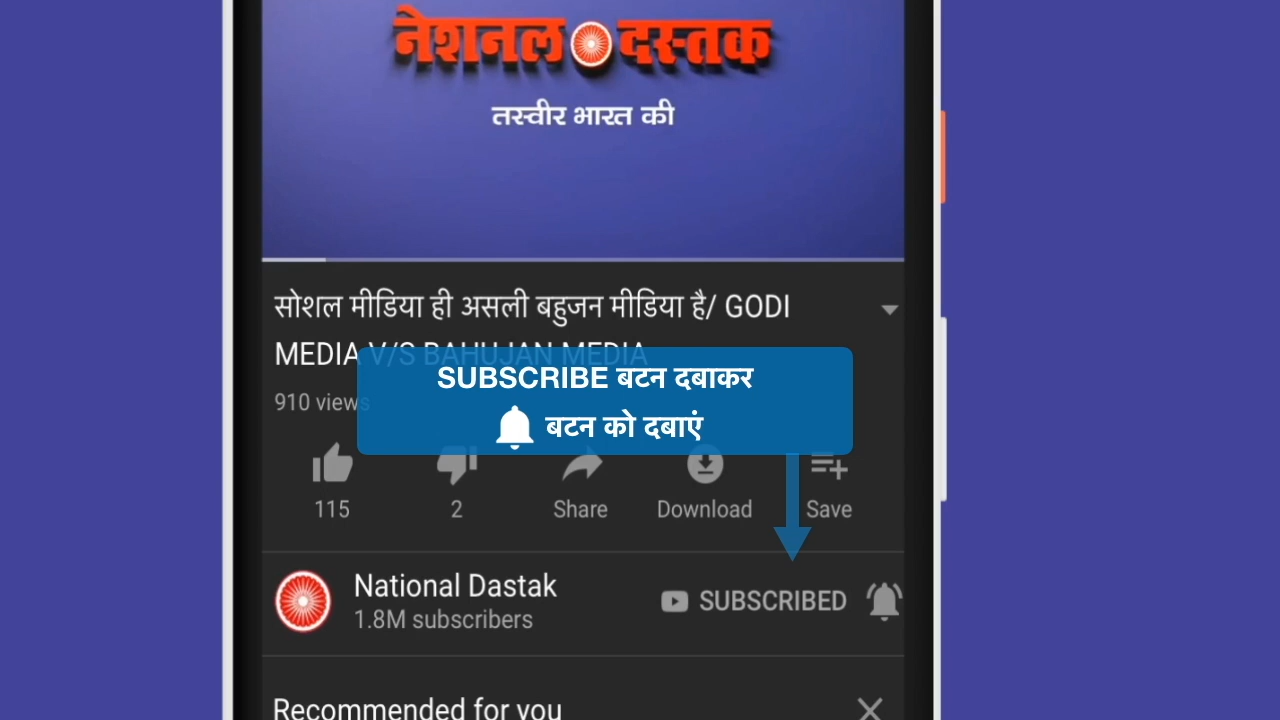 नेशनल दस्तक
तस्वीर भारत की
सोशल मीडिया ही असली बहुजन मीडिया है/ GODI
MEDIA V/S BAHUJAN MEDIA
910 views
SUBSCRIBE बटन दबाकर
बटन को दबाएं
115
2
Share
Download
Save
National Dastak
1.8M subscribers
SUBSCRIBED
Recommended for you